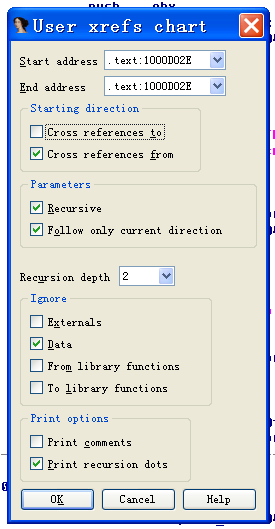 User xrefs chart
Start address .text:1000D02E
End address .text:1000D02E
Starting direction
Cross references to
Cross references from
Parameters
Recursive
Follow only current direction
Recursion depth 2
Ignore
Externals
Data
From library functions
To library functions
Print options
Print comments
Print recursion dots
OK Cancel Help